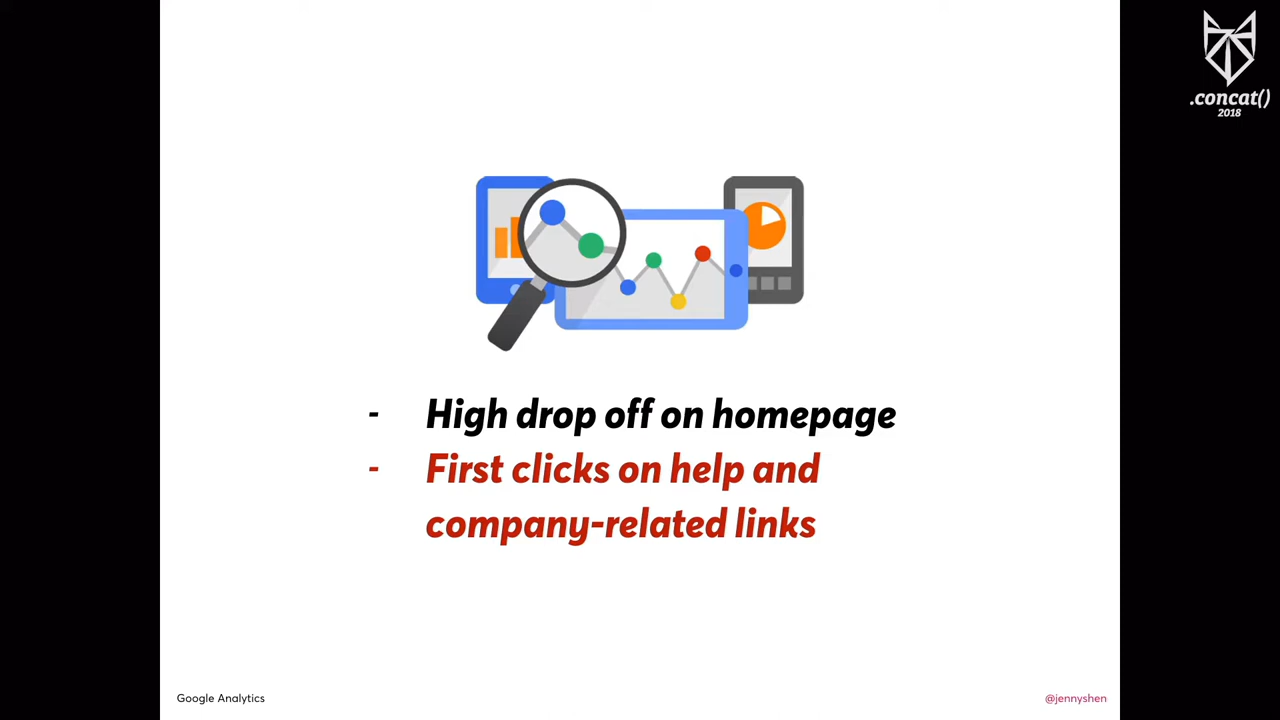 .concat()
2018
- High drop off on homepage
- First clicks on help and
company-related links
Google Analytics
@jennyshen